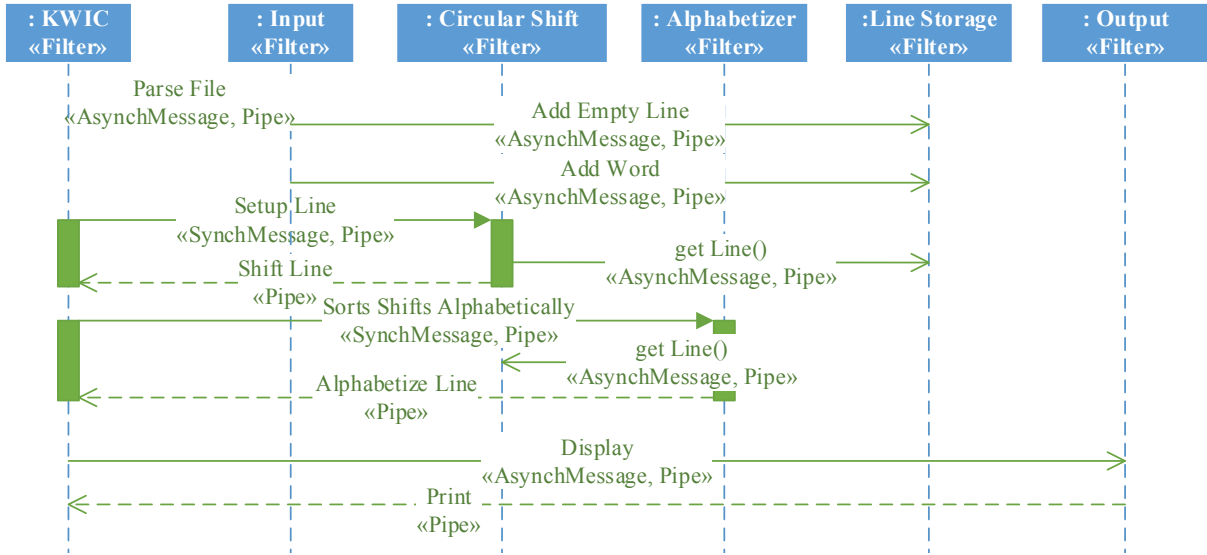 : KWIC
«Filter»
: Input
«Filter»
: Circular Shift
«Filter»
: Alphabetizer
«Filter»
:Line Storage
«Filter»
: Output
«Filter»
Parse File
«AsynchMessage, Pipe»
Add Empty Line
«AsynchMessage, Pipe»
Add Word
«AsynchMessage, Pipe»
Setup Line
«SynchMessage, Pipe»
get Line()
«AsynchMessage, Pipe»
Shift Line
«Pipe»
Sorts Shifts Alphabetically
«SynchMessage, Pipe»
get Line()
«AsynchMessage, Pipe»
Alphabetize Line
«Pipe»
Display
«AsynchMessage, Pipe»
Print
«Pipe»